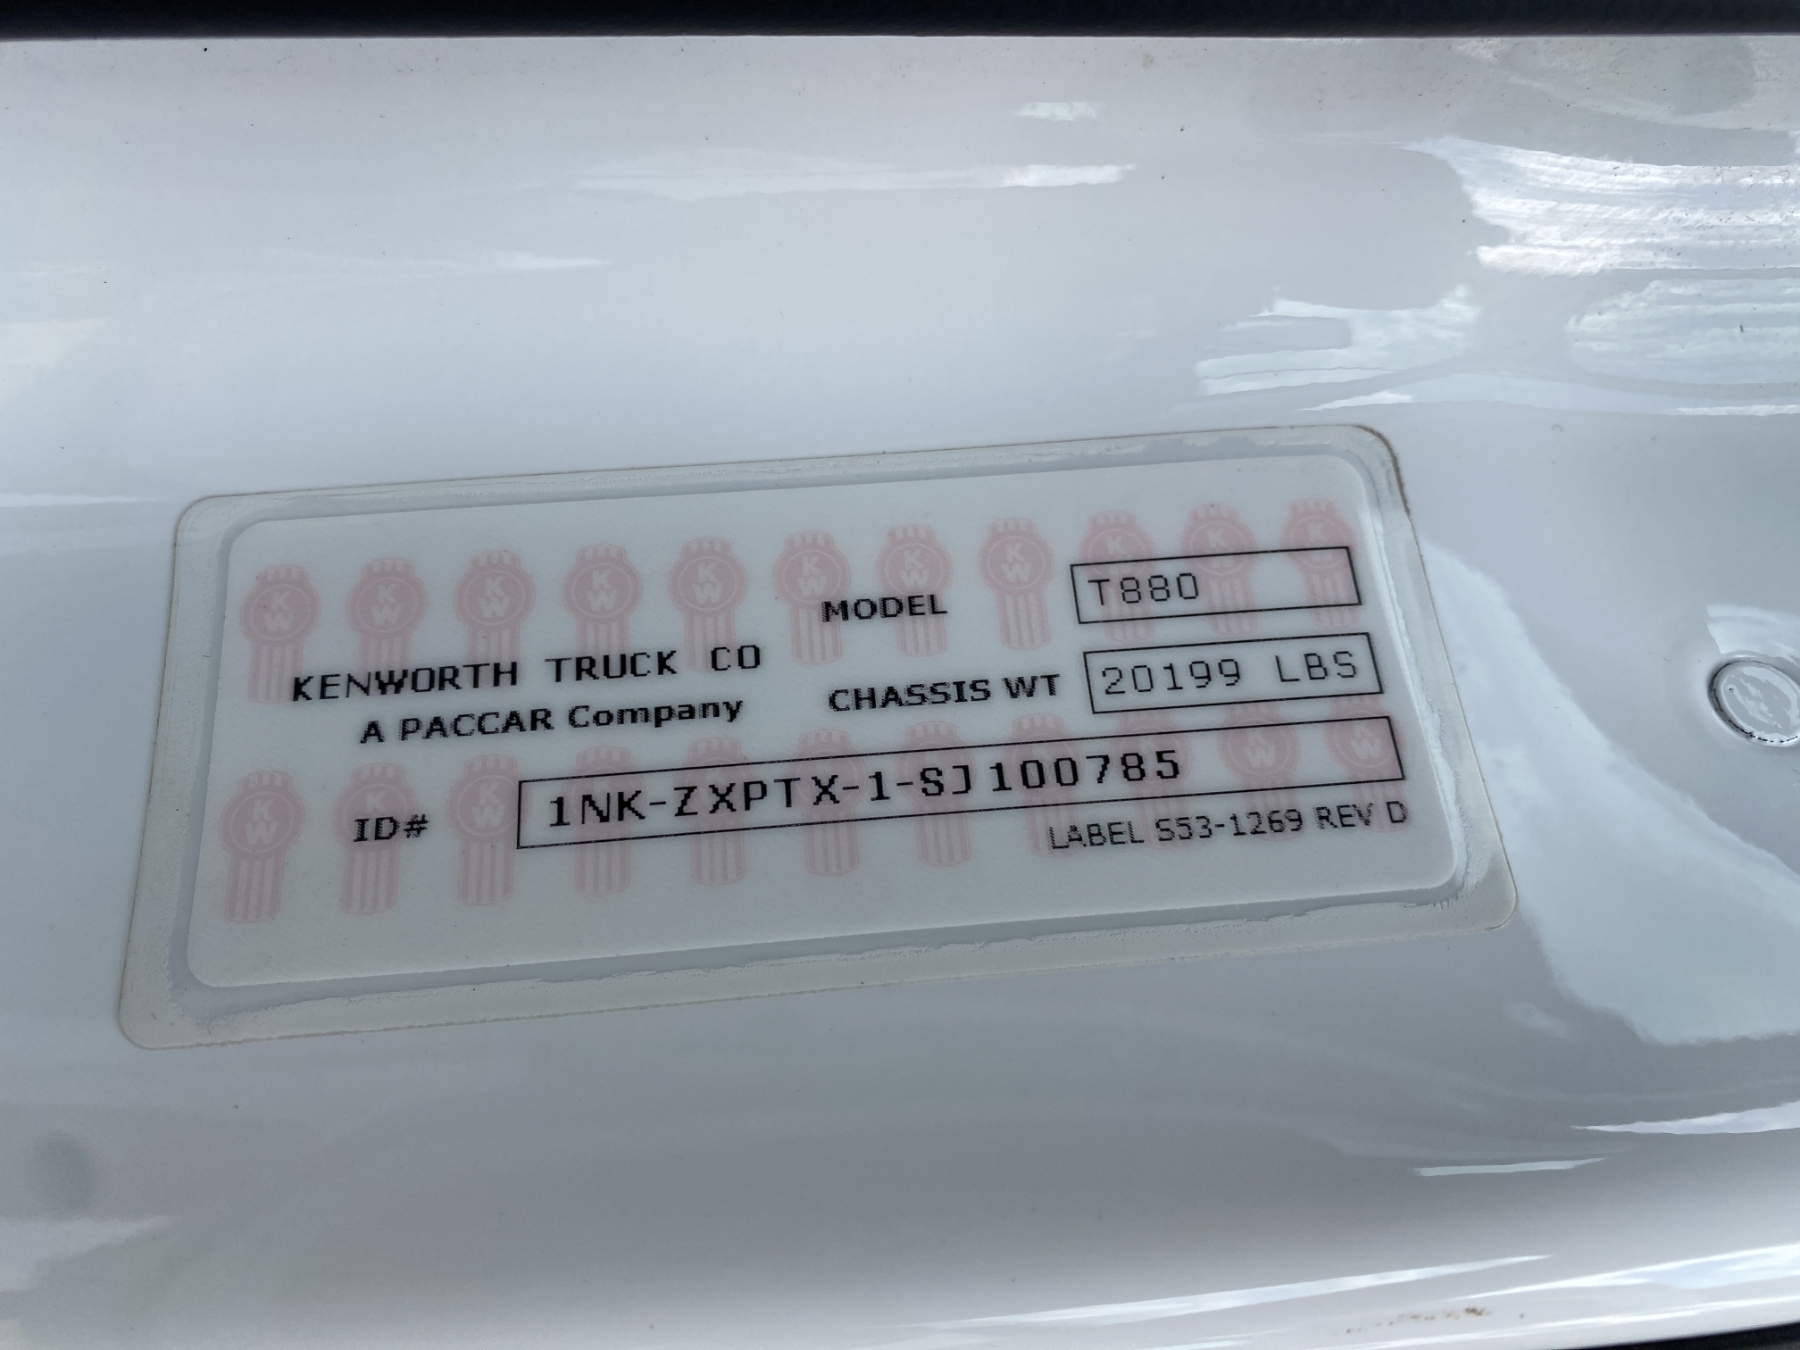 MODEL T880
KENWORTH TRUCK CO
A PACCAR Company
CHASSIS WT 20199 LBS
ID# 1NK-ZXPTX-1-SJ100785
LABEL S53-1269 REV D